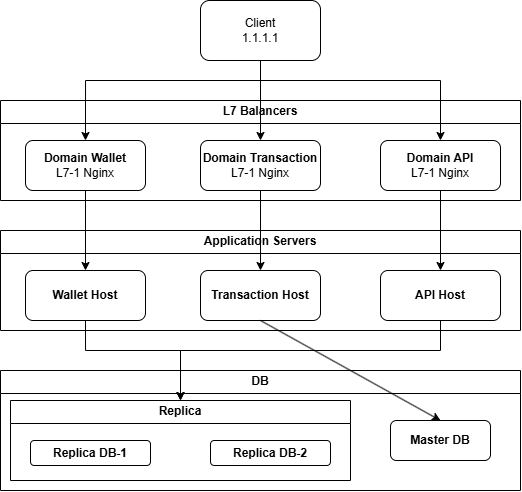 Client
1.1.1.1
L7 Balancers
Domain Wallet
L7-1 Nginx
Domain Transaction
L7-1 Nginx
Domain API
L7-1 Nginx
Application Servers
Wallet Host
Transaction Host
API Host
DB
Replica
Replica DB-1
Replica DB-2
Master DB